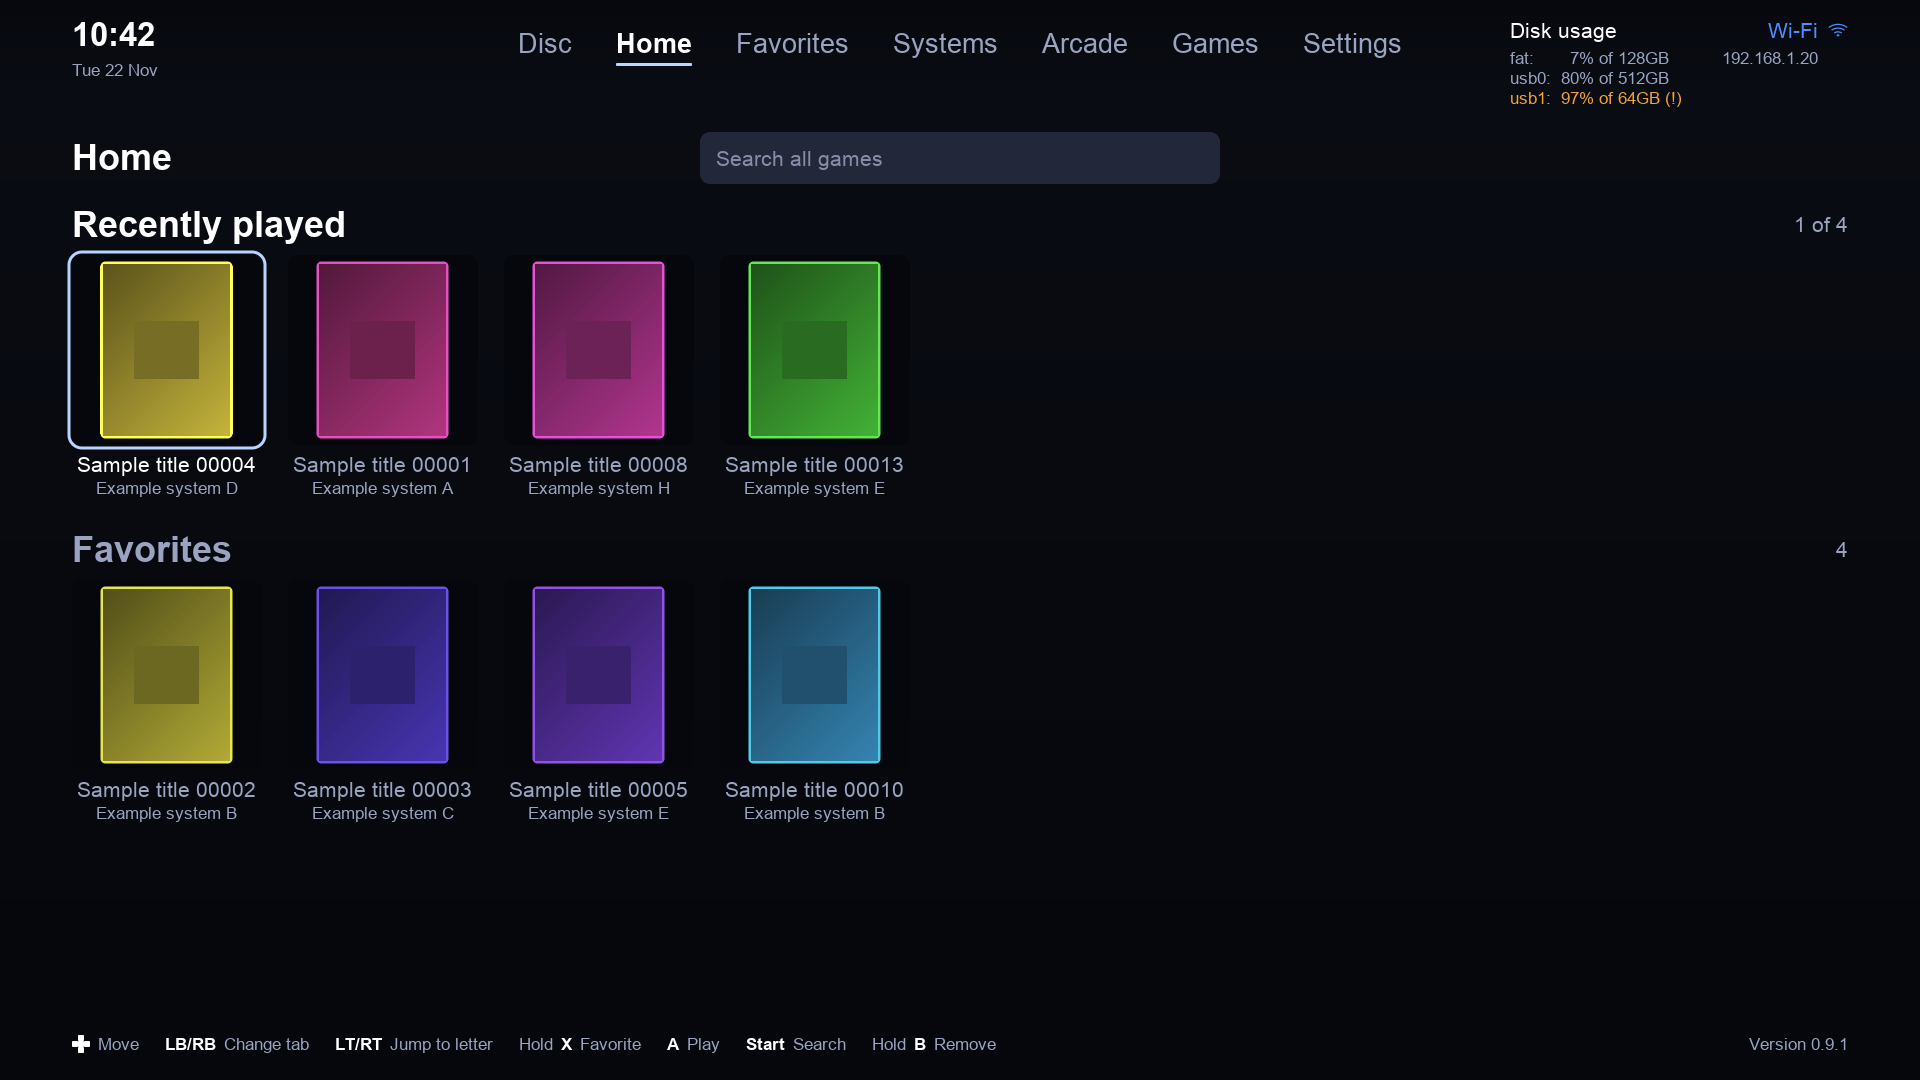 10:42
Tue 22 Nov
Disc Home Favorites Systems Arcade Games Settings
Disk usage
fat: 7% of 128GB
usb0: 80% of 512GB
usb1: 97% of 64GB (!)
Wi-Fi
192.168.1.20
Home
Search all games
Recently played
1 of 4
Sample title 00004
Example system D
Sample title 00001
Example system A
Sample title 00008
Example system H
Sample title 00013
Example system E
Favorites
4
Sample title 00002
Example system B
Sample title 00003
Example system C
Sample title 00005
Example system E
Sample title 00010
Example system B
Move LB/RB Change tab LT/RT Jump to letter Hold X Favorite A Play Start Search Hold B Remove
Version 0.9.1